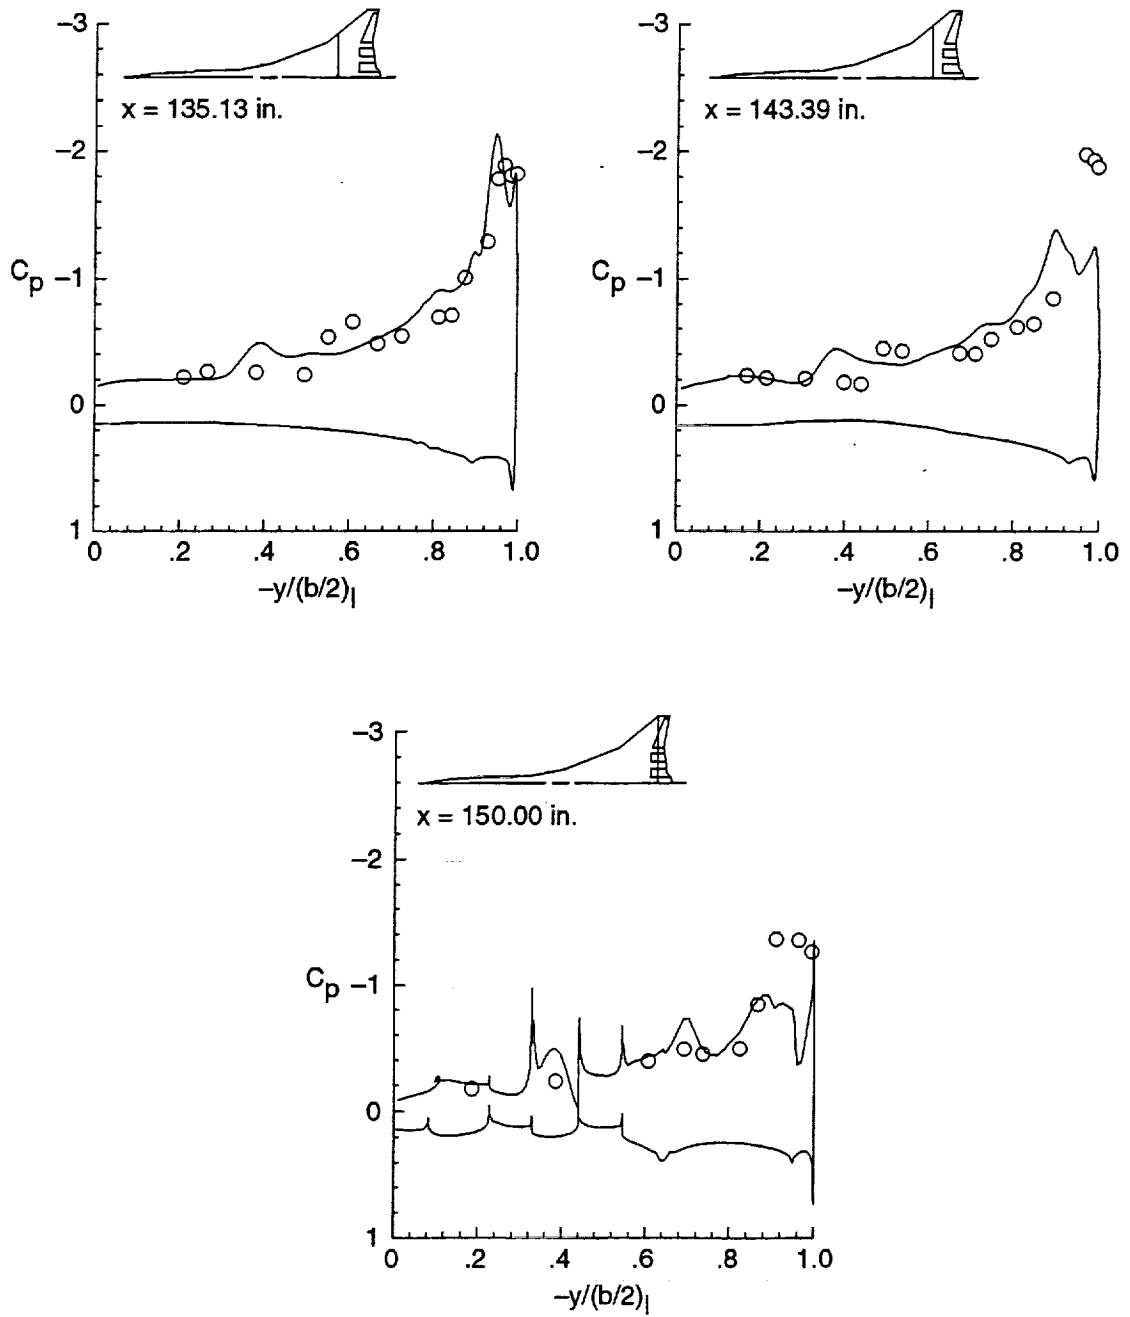 –3
x = 135.13 in.
–2
Cp –1
0
1
0 .2 .4 .6 .8 1.0
–y/(b/2)l
–3
x = 143.39 in.
–2
Cp –1
0
1
0 .2 .4 .6 .8 1.0
–y/(b/2)l
–3
x = 150.00 in.
–2
Cp –1
0
1
0 .2 .4 .6 .8 1.0
–y/(b/2)l